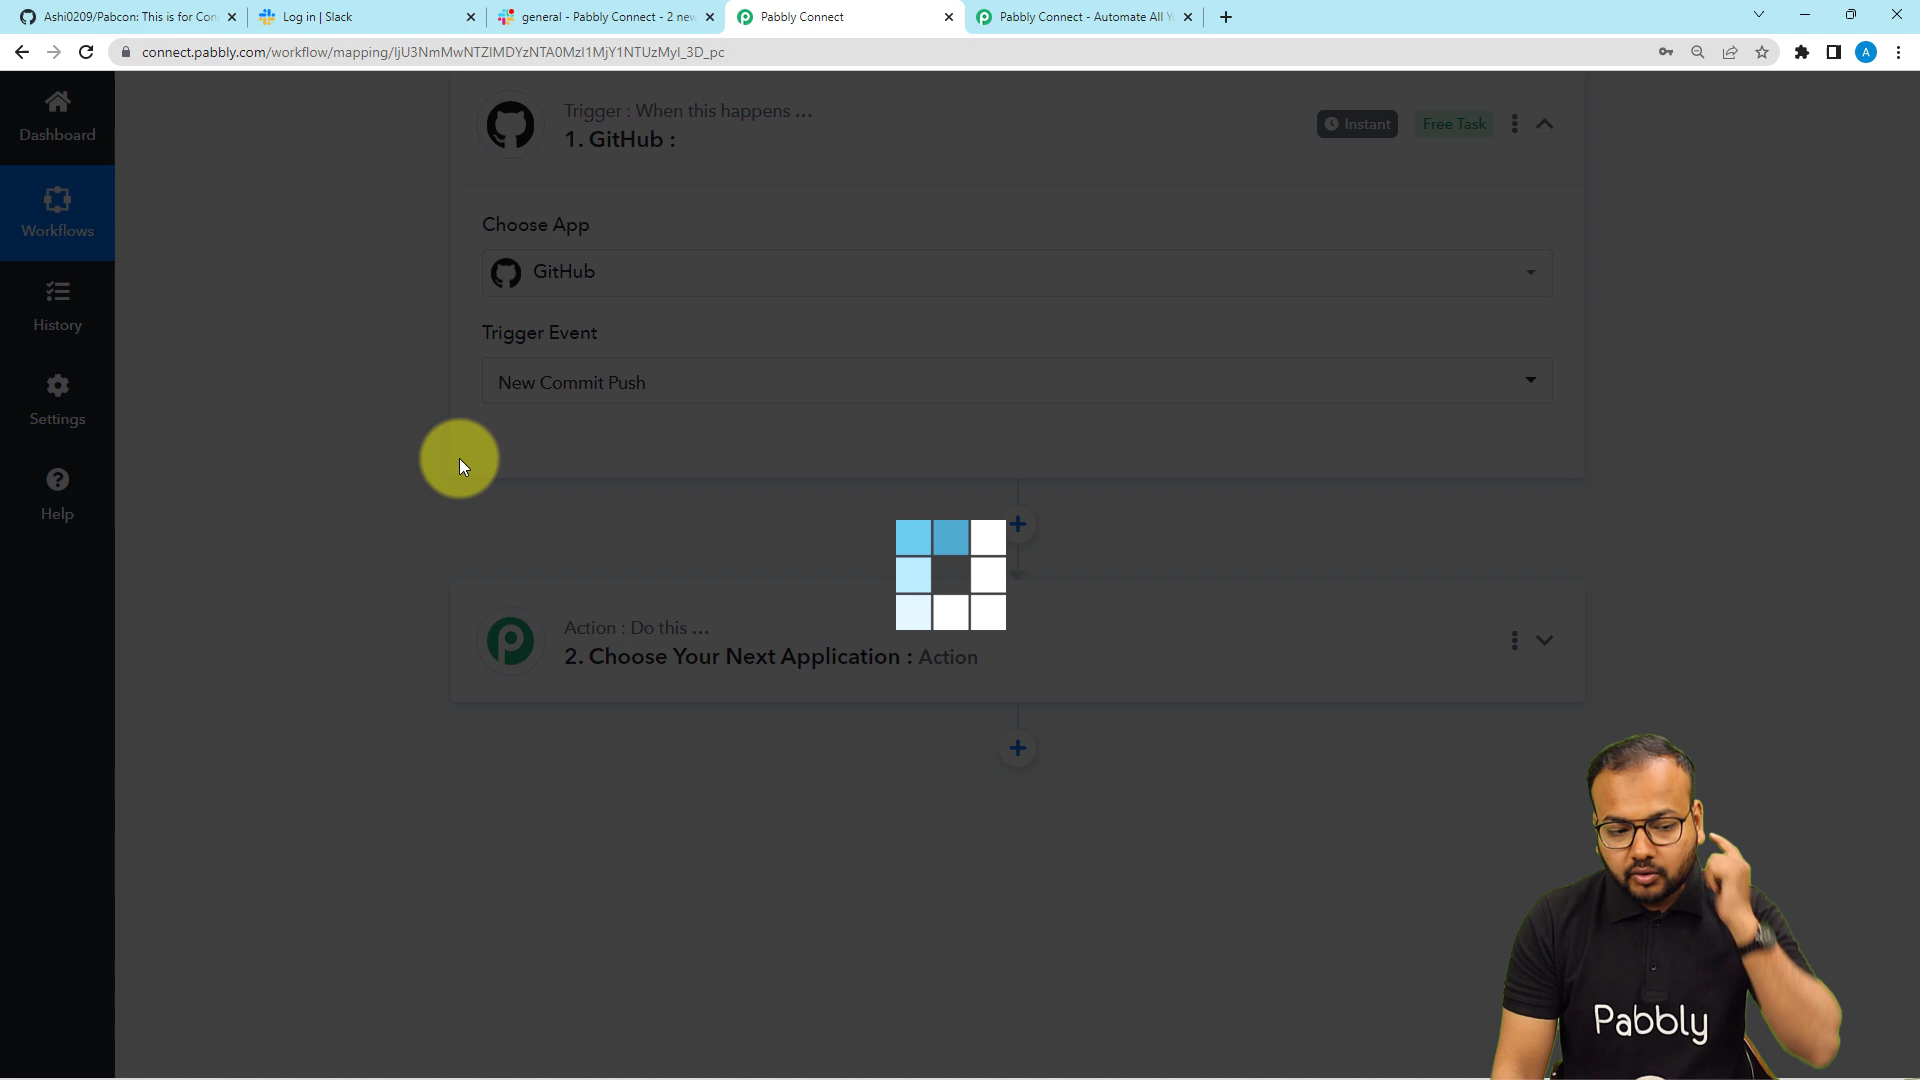 Ashi0209/Pabcon: This is for Con
Log in | Slack
general - Pabbly Connect - 2 new
Pabbly Connect
Pabbly Connect - Automate All Y
connect.pabbly.com/workflow/mapping/IjU3NmMwNTZlMDYzNTA0MzI1MjY1NTUzMyI_3D_pc
A
Dashboard
Workflows
History
Settings
Help
Trigger : When this happens ...
1. GitHub :
Instant
Free Task
Choose App
GitHub
Trigger Event
New Commit Push
Action : Do this ...
2. Choose Your Next Application : Action
Pabbly